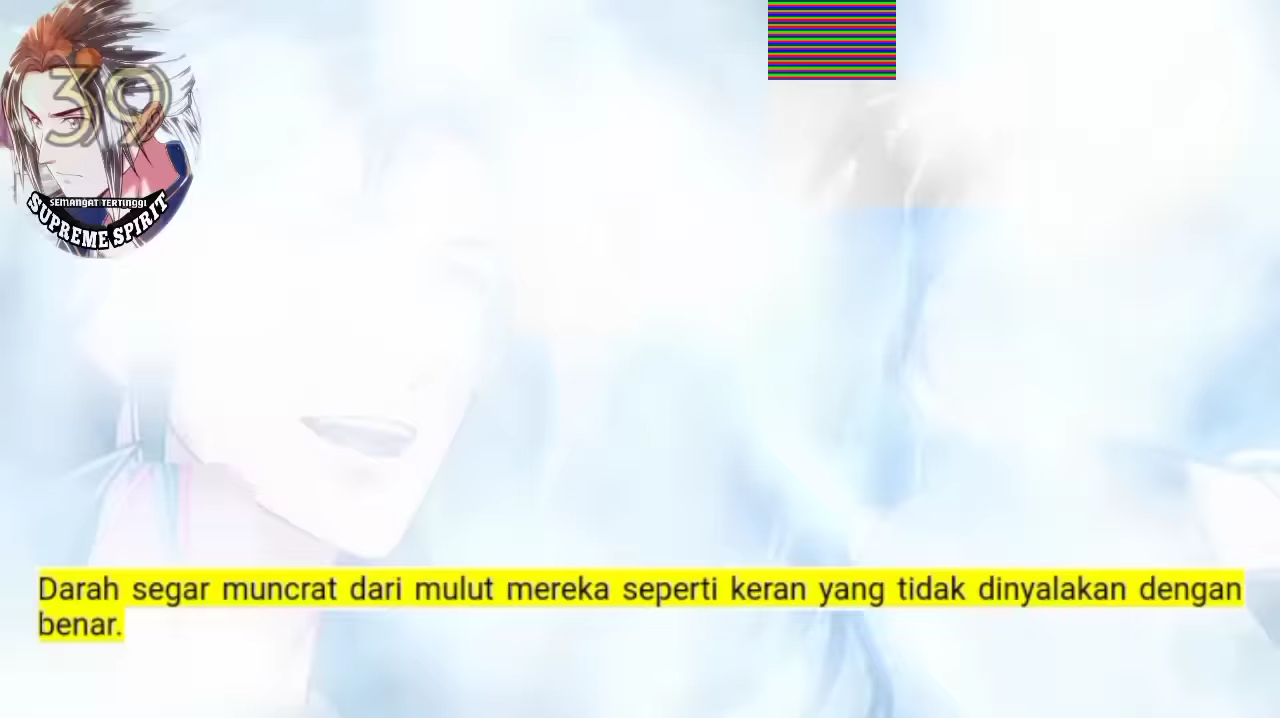 39
SEMANGAT TERTINGGI
SUPREME SPIRIT
Darah segar muncrat dari mulut mereka seperti keran yang tidak dinyalakan dengan
benar.